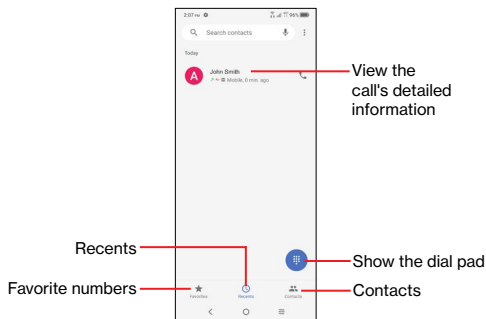 2:07 PM
96%
Search contacts
Today
A
John Smith
Mobile, 0 min. ago
View the
call's detailed
information
Recents
Show the dial pad
Favorite numbers
Contacts
Favorites
Recents
Contacts